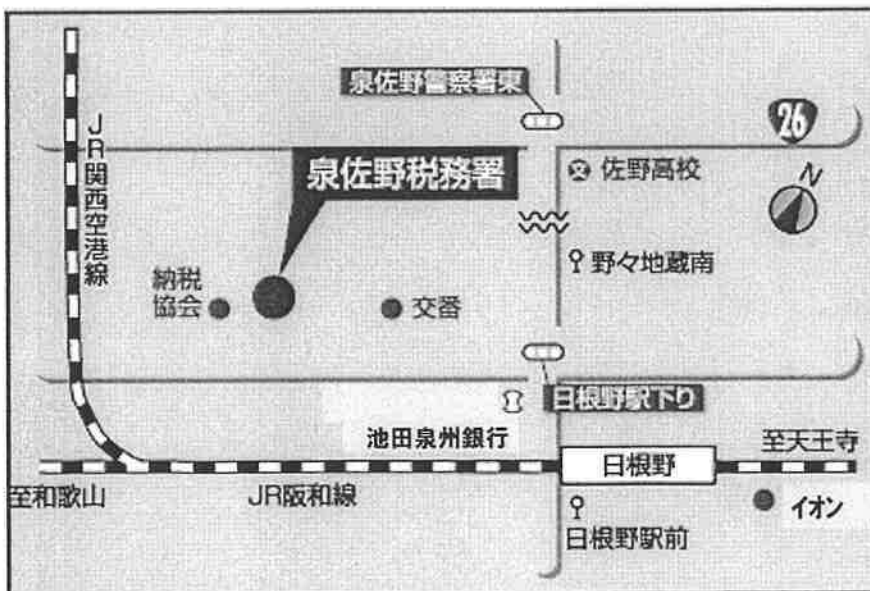 泉佐野警察署東
26
JR関西空港線
泉佐野税務署
佐野高校
N
野々地蔵南
納税
協会
交番
日根野駅下り
池田泉州銀行
日根野
至天王寺
至和歌山
JR阪和線
イオン
日根野駅前